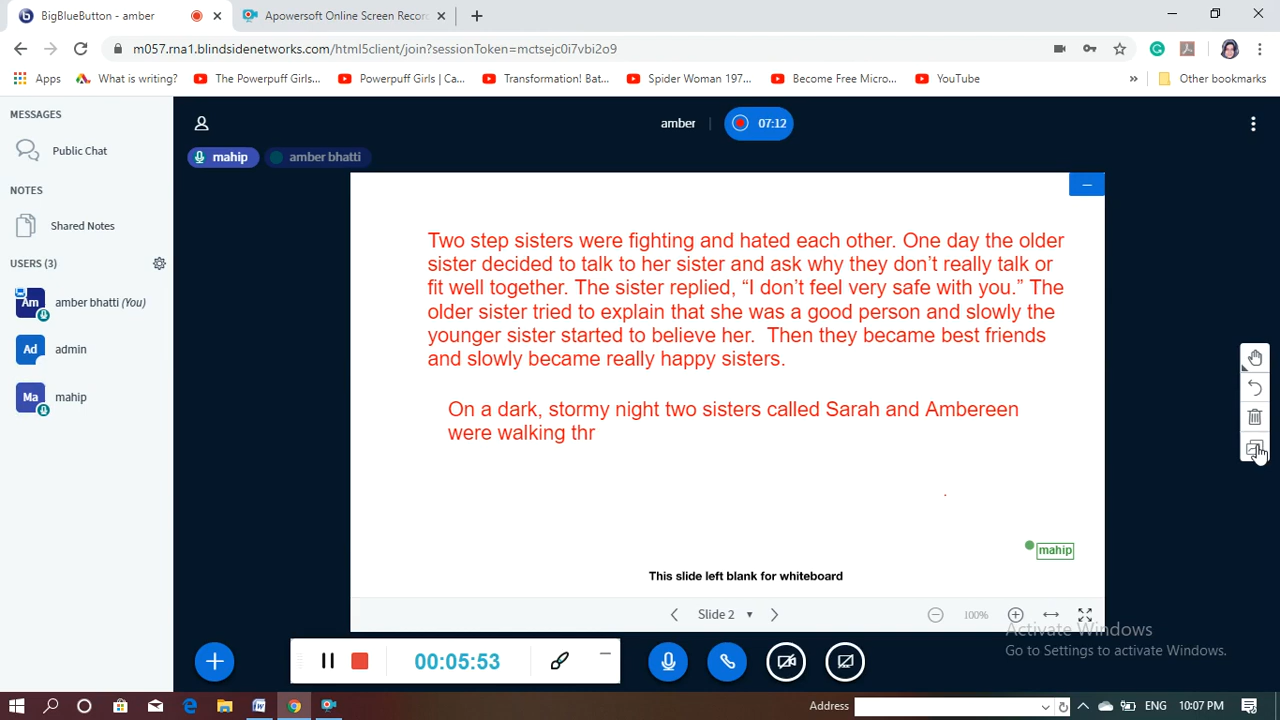 BigBlueButton - amber
Apowersoft Online Screen Recor
m057.rna1.blindsidenetworks.com/html5client/join?sessionToken=mctsejc0i7vbi2o9
Apps
What is writing?
The Powerpuff Girls...
Powerpuff Girls | Ca...
Transformation! Bat...
Spider Woman 197...
Become Free Micro...
YouTube
»
Other bookmarks
MESSAGES
Public Chat
NOTES
Shared Notes
USERS (3)
Am amber bhatti (You)
Ad admin
Ma mahip
amber
07:12
mahip
amber bhatti
Two step sisters were fighting and hated each other. One day the older
sister decided to talk to her sister and ask why they don’t really talk or
fit well together. The sister replied, “I don’t feel very safe with you.” The
older sister tried to explain that she was a good person and slowly the
younger sister started to believe her. Then they became best friends
and slowly became really happy sisters.
On a dark, stormy night two sisters called Sarah and Ambereen
were walking thr
mahip
This slide left blank for whiteboard
Slide 2
100%
Activate Windows
Go to Settings to activate Windows.
00:05:53
Address
ENG
10:07 PM